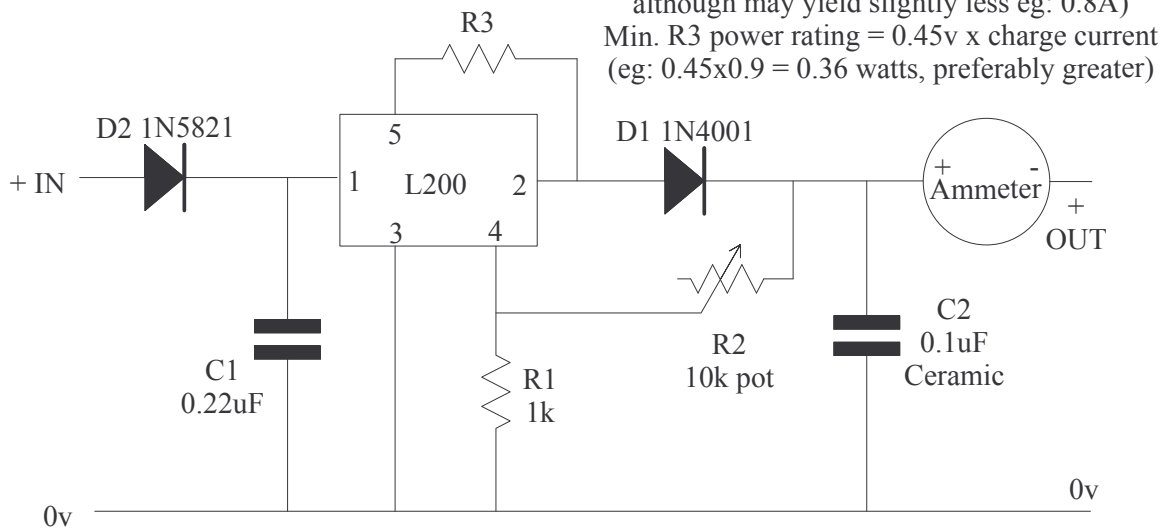 although may yield slightly less eg: 0.8A)
R3
Min. R3 power rating = 0.45v x charge current
(eg: 0.45x0.9 = 0.36 watts, preferably greater)
D2 1N5821
5
D1 1N4001
+ IN
1
L200
2
+
-
Ammeter
3
4
+
OUT
C1
0.22uF
R1
1k
R2
10k pot
C2
0.1uF
Ceramic
0v
0v